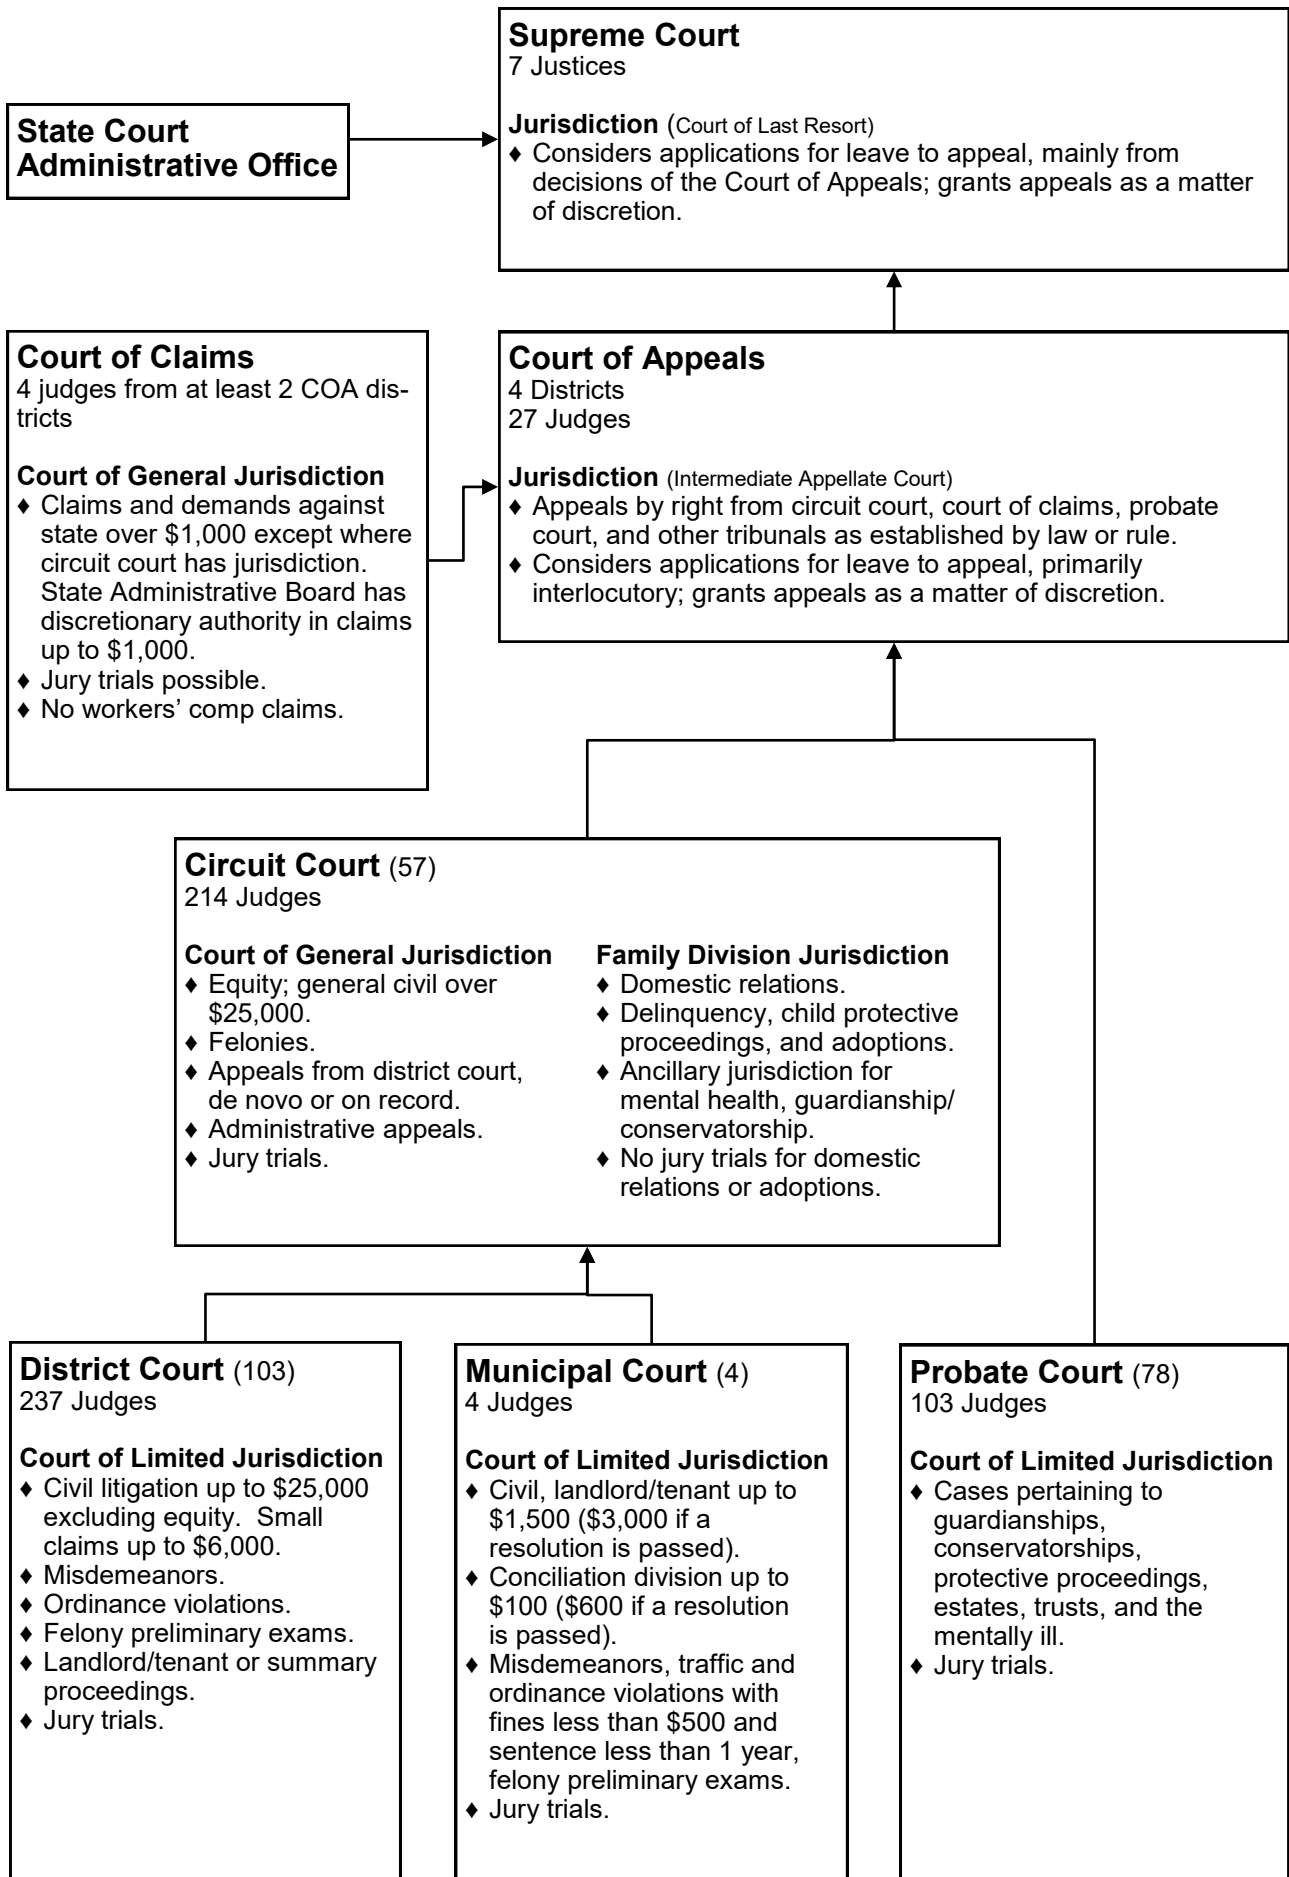 Supreme Court
7 Justices
Jurisdiction (Court of Last Resort)
♦ Considers applications for leave to appeal, mainly from
decisions of the Court of Appeals; grants appeals as a matter
of discretion.
State Court
Administrative Office
Court of Claims
4 judges from at least 2 COA dis-
tricts
Court of General Jurisdiction
♦ Claims and demands against
state over $1,000 except where
circuit court has jurisdiction.
State Administrative Board has
discretionary authority in claims
up to $1,000.
♦ Jury trials possible.
♦ No workers’ comp claims.
Court of Appeals
4 Districts
27 Judges
Jurisdiction (Intermediate Appellate Court)
♦ Appeals by right from circuit court, court of claims, probate
court, and other tribunals as established by law or rule.
♦ Considers applications for leave to appeal, primarily
interlocutory; grants appeals as a matter of discretion.
Circuit Court (57)
214 Judges
Court of General Jurisdiction
♦ Equity; general civil over
$25,000.
♦ Felonies.
♦ Appeals from district court,
de novo or on record.
♦ Administrative appeals.
♦ Jury trials.
Family Division Jurisdiction
♦ Domestic relations.
♦ Delinquency, child protective
proceedings, and adoptions.
♦ Ancillary jurisdiction for
mental health, guardianship/
conservatorship.
♦ No jury trials for domestic
relations or adoptions.
District Court (103)
237 Judges
Court of Limited Jurisdiction
♦ Civil litigation up to $25,000
excluding equity.  Small
claims up to $6,000.
♦ Misdemeanors.
♦ Ordinance violations.
♦ Felony preliminary exams.
♦ Landlord/tenant or summary
proceedings.
♦ Jury trials.
Municipal Court (4)
4 Judges
Court of Limited Jurisdiction
♦ Civil, landlord/tenant up to
$1,500 ($3,000 if a
resolution is passed).
♦ Conciliation division up to
$100 ($600 if a resolution
is passed).
♦ Misdemeanors, traffic and
ordinance violations with
fines less than $500 and
sentence less than 1 year,
felony preliminary exams.
♦ Jury trials.
Probate Court (78)
103 Judges
Court of Limited Jurisdiction
♦ Cases pertaining to
guardianships,
conservatorships,
protective proceedings,
estates, trusts, and the
mentally ill.
♦ Jury trials.